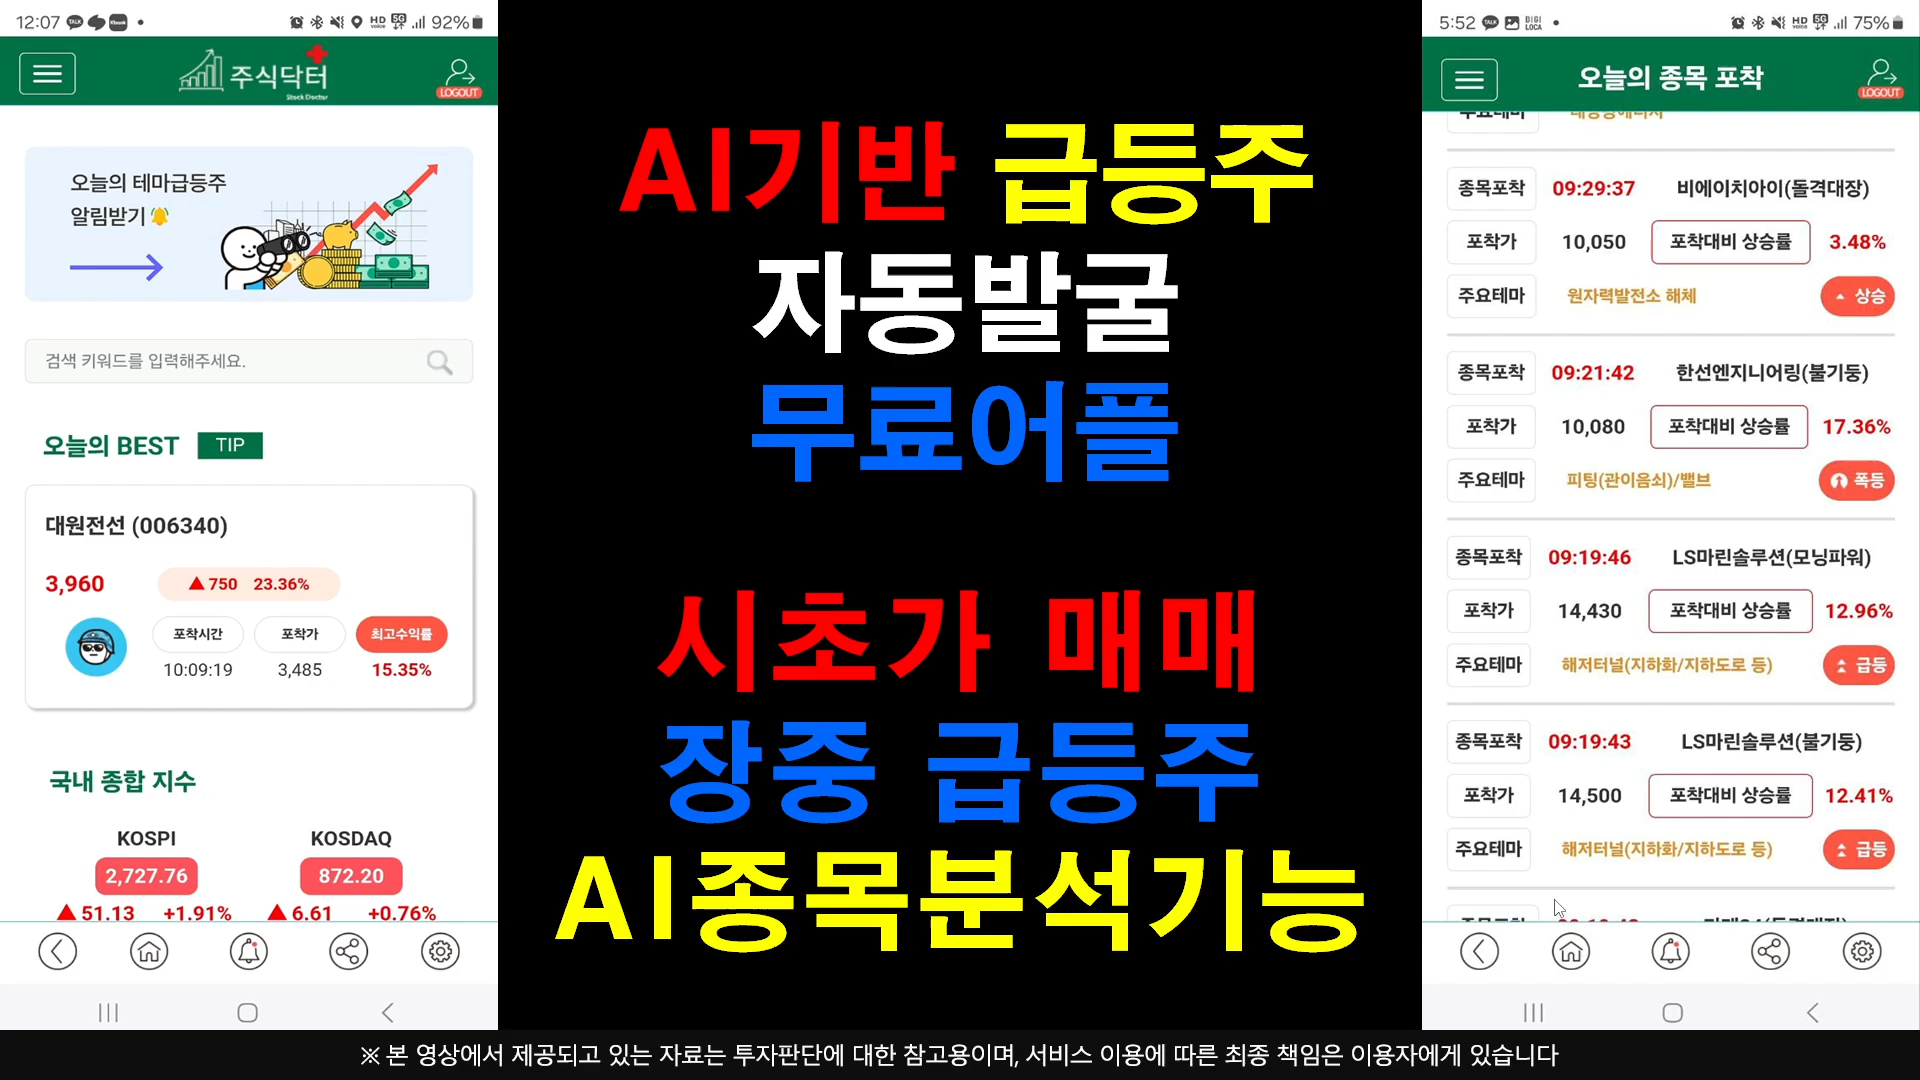 12:07
92%
주식닥터
Stock Doctor
LOGOUT
오늘의 테마급등주
알림받기
검색 키워드를 입력해주세요.
오늘의 BEST TIP
대원전선 (006340)
3,960 ▲750 23.36%
포착시간 포착가 최고수익률
10:09:19 3,485 15.35%
국내 종합 지수
KOSPI KOSDAQ
2,727.76 872.20
▲51.13 +1.91% ▲6.61 +0.76%
AI기반 급등주
자동발굴
무료어플
시초가 매매
장중 급등주
AI종목분석기능
5:52
75%
오늘의 종목 포착
LOGOUT
종목포착 09:29:37 비에이치아이(돌격대장)
포착가 10,050 포착대비 상승률 3.48%
주요테마 원자력발전소 해체 상승
종목포착 09:21:42 한선엔지니어링(불기둥)
포착가 10,080 포착대비 상승률 17.36%
주요테마 피팅(관이음쇠)/밸브 폭등
종목포착 09:19:46 LS마린솔루션(모닝파워)
포착가 14,430 포착대비 상승률 12.96%
주요테마 해저터널(지하화/지하도로 등) 급등
종목포착 09:19:43 LS마린솔루션(불기둥)
포착가 14,500 포착대비 상승률 12.41%
주요테마 해저터널(지하화/지하도로 등) 급등
※ 본 영상에서 제공되고 있는 자료는 투자판단에 대한 참고용이며, 서비스 이용에 따른 최종 책임은 이용자에게 있습니다